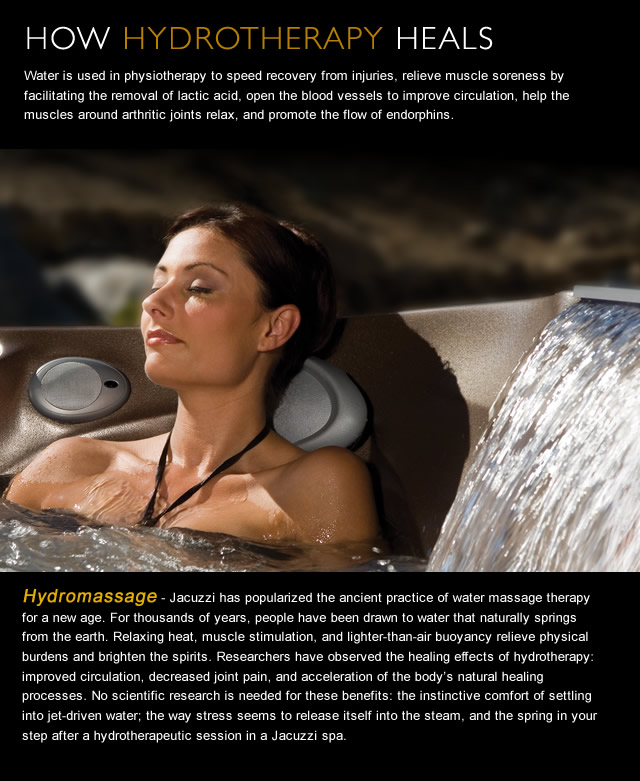 HOW HYDROTHERAPY HEALS
Water is used in physiotherapy to speed recovery from injuries, relieve muscle soreness by
facilitating the removal of lactic acid, open the blood vessels to improve circulation, help the
muscles around arthritic joints relax, and promote the flow of endorphins.
Hydromassage - Jacuzzi has popularized the ancient practice of water massage therapy
for a new age. For thousands of years, people have been drawn to water that naturally springs
from the earth. Relaxing heat, muscle stimulation, and lighter-than-air buoyancy relieve physical
burdens and brighten the spirits. Researchers have observed the healing effects of hydrotherapy:
improved circulation, decreased joint pain, and acceleration of the body's natural healing
processes. No scientific research is needed for these benefits: the instinctive comfort of settling
into jet-driven water; the way stress seems to release itself into the steam, and the spring in your
step after a hydrotherapeutic session in a Jacuzzi spa.